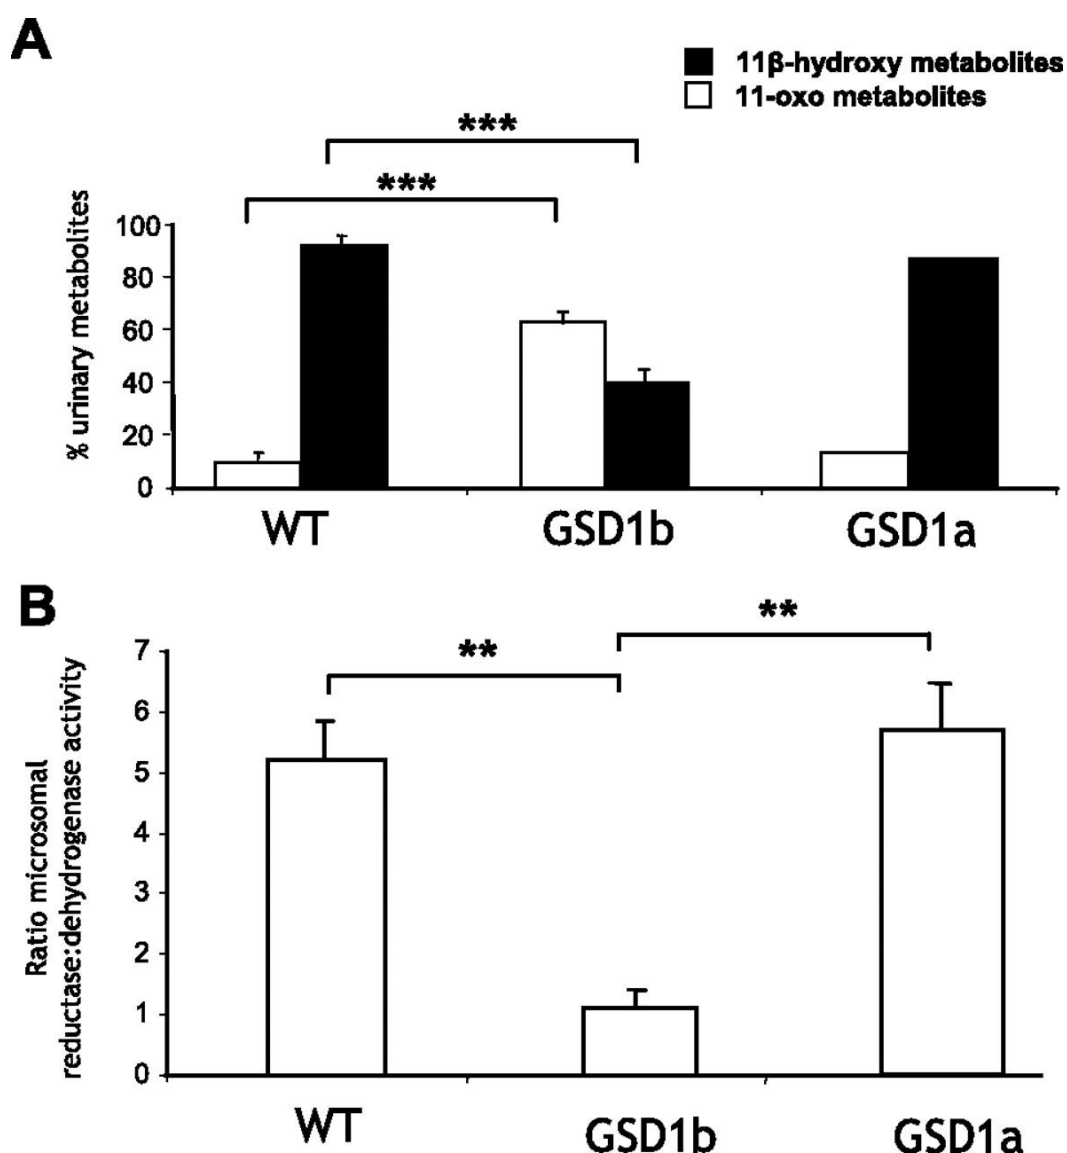 A
11β-hydroxy metabolites
11-oxo metabolites
***
***
% urinary metabolites
100
80
60
40
20
0
WT GSD1b GSD1a
B
**
**
Ratio microsomal
reductase:dehydrogenase activity
7
6
5
4
3
2
1
0
WT GSD1b GSD1a